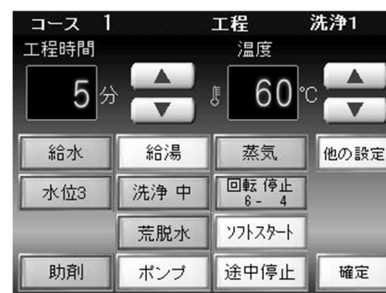 コース 1 工程 洗浄1
工程時間 温度
5 分 60 ℃
給水 給湯 蒸気 他の設定
水位3 洗浄 中 回転 停止
6 - 4
荒脱水 ソフトスタート
助剤 ポンプ 途中停止 確定